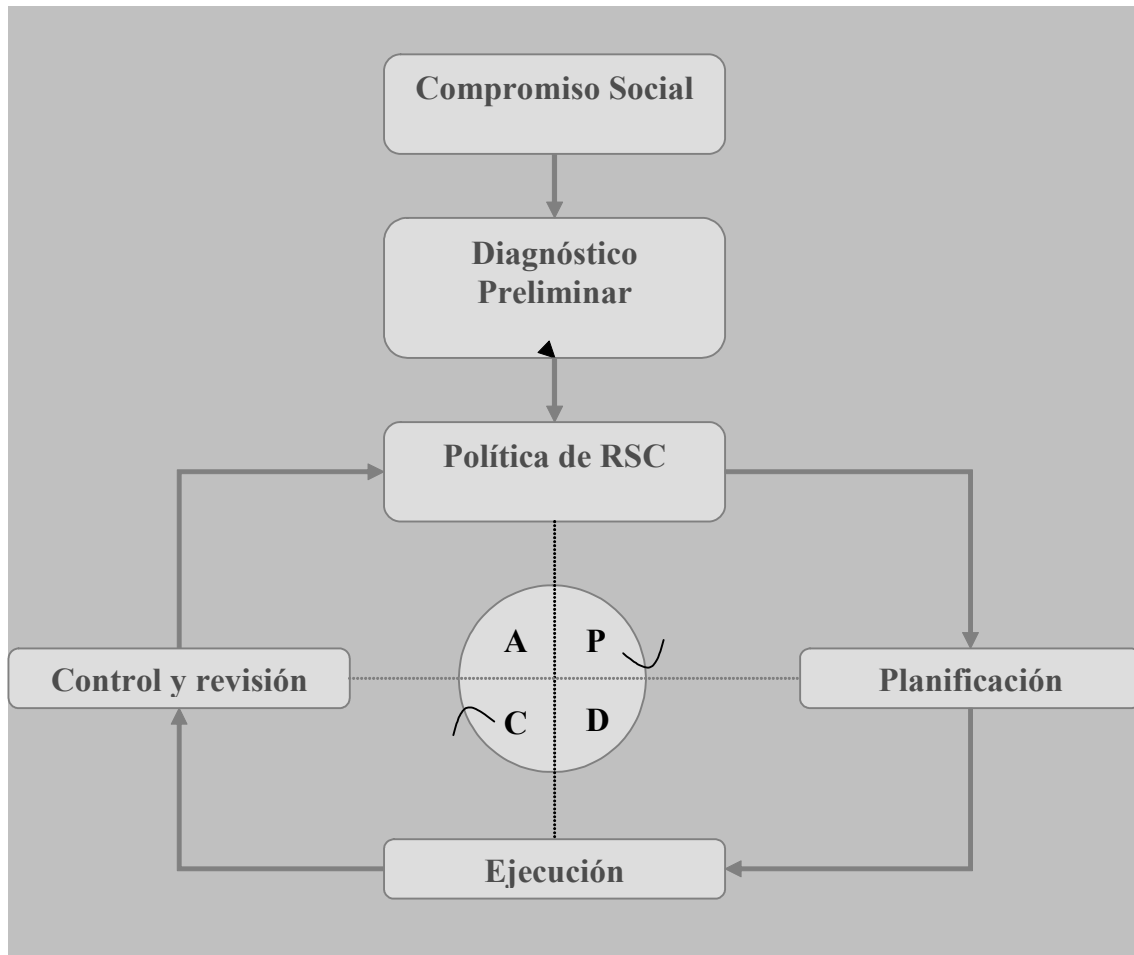 Compromiso Social
Diagnóstico
Preliminar
Política de RSC
A P
Control y revisión
Planificación
C D
Ejecución